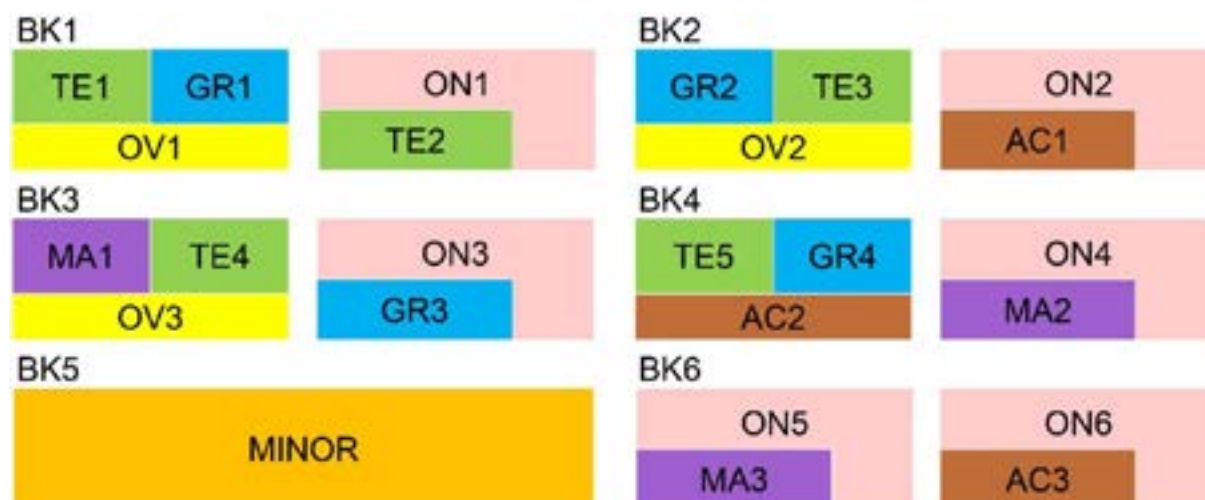 BK1 BK2
TE1 GR1 ON1 GR2 TE3 ON2
OV1 TE2 OV2 AC1
BK3 BK4
MA1 TE4 ON3 TE5 GR4 ON4
OV3 GR3 AC2 MA2
BK5 BK6
MINOR ON5 ON6
MA3 AC3